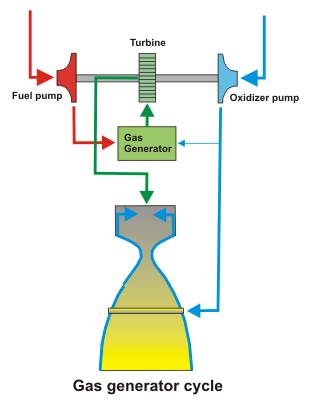 Turbine
Fuel pump
Oxidizer pump
Gas
Generator
Gas generator cycle